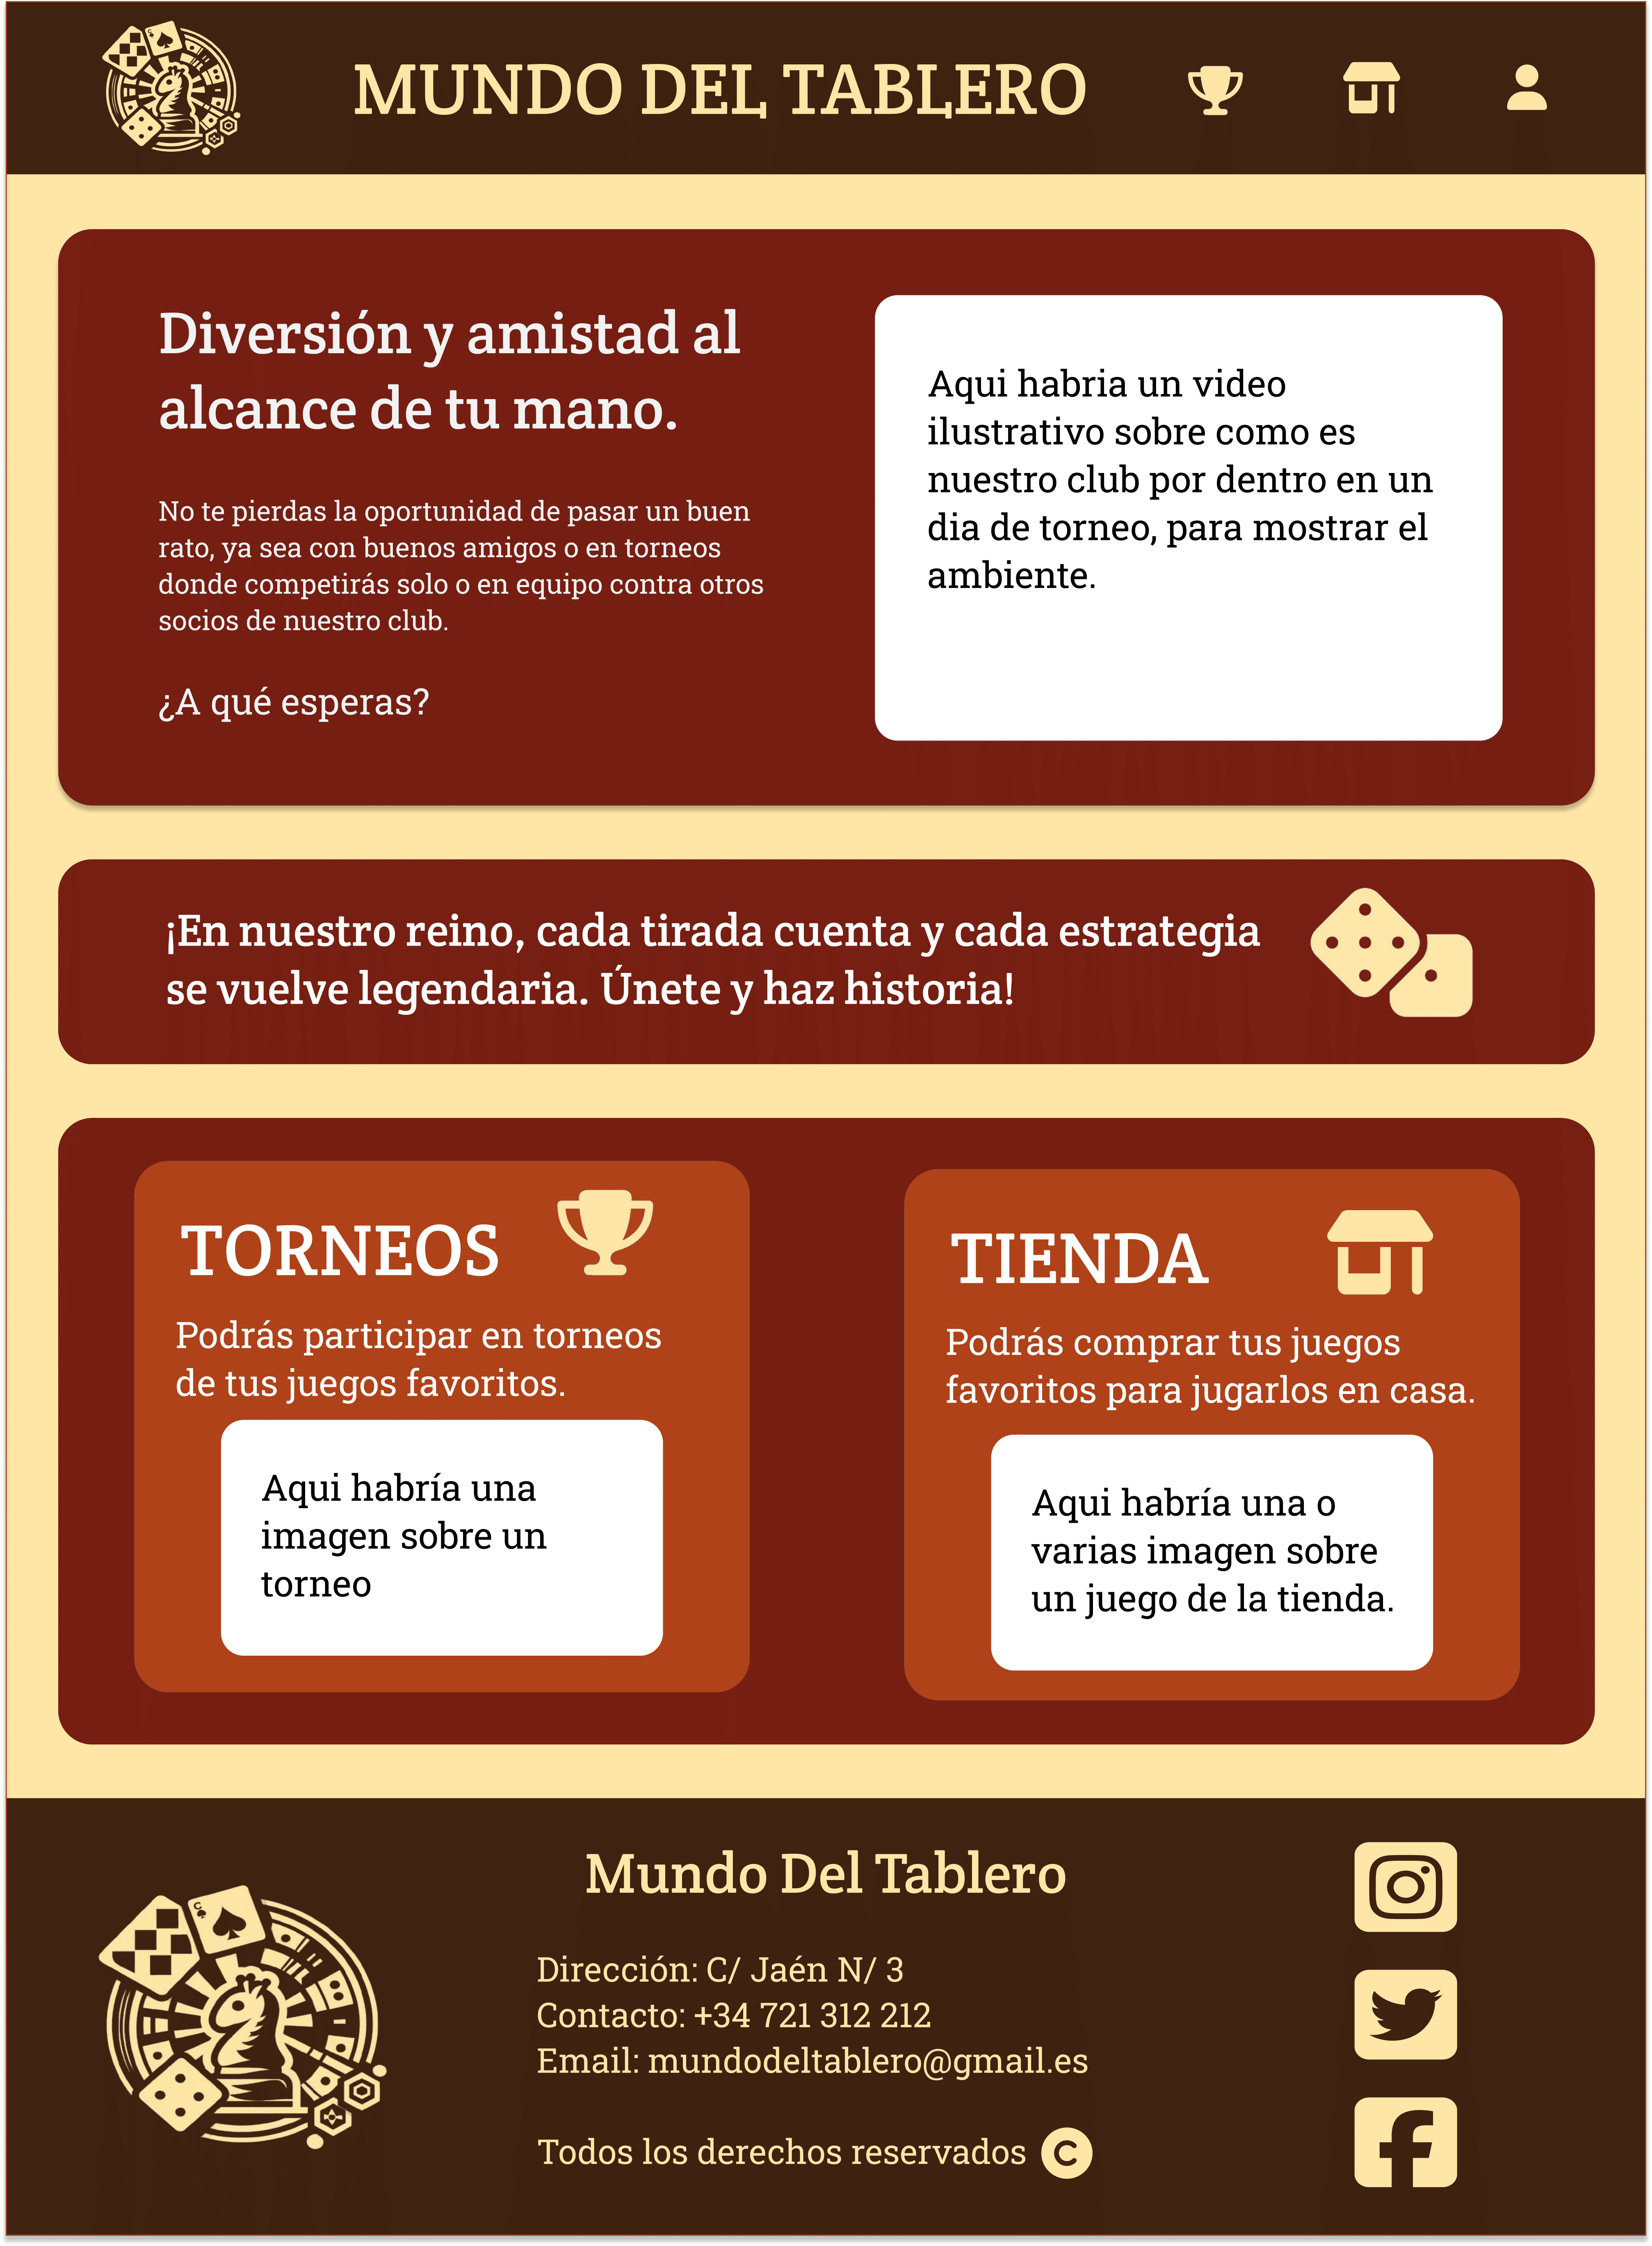 MUNDO DEL TABLERO
Diversión y amistad al
alcance de tu mano.
No te pierdas la oportunidad de pasar un buen
rato, ya sea con buenos amigos o en torneos
donde competirás solo o en equipo contra otros
socios de nuestro club.
¿A qué esperas?
Aqui habria un video
ilustrativo sobre como es
nuestro club por dentro en un
dia de torneo, para mostrar el
ambiente.
¡En nuestro reino, cada tirada cuenta y cada estrategia
se vuelve legendaria. Únete y haz historia!
TORNEOS
Podrás participar en torneos
de tus juegos favoritos.
Aqui habría una
imagen sobre un
torneo
TIENDA
Podrás comprar tus juegos
favoritos para jugarlos en casa.
Aqui habría una o
varias imagen sobre
un juego de la tienda.
Mundo Del Tablero
Dirección: C/ Jaén N/ 3
Contacto: +34 721 312 212
Email: mundodeltablero@gmail.es
Todos los derechos reservados ©